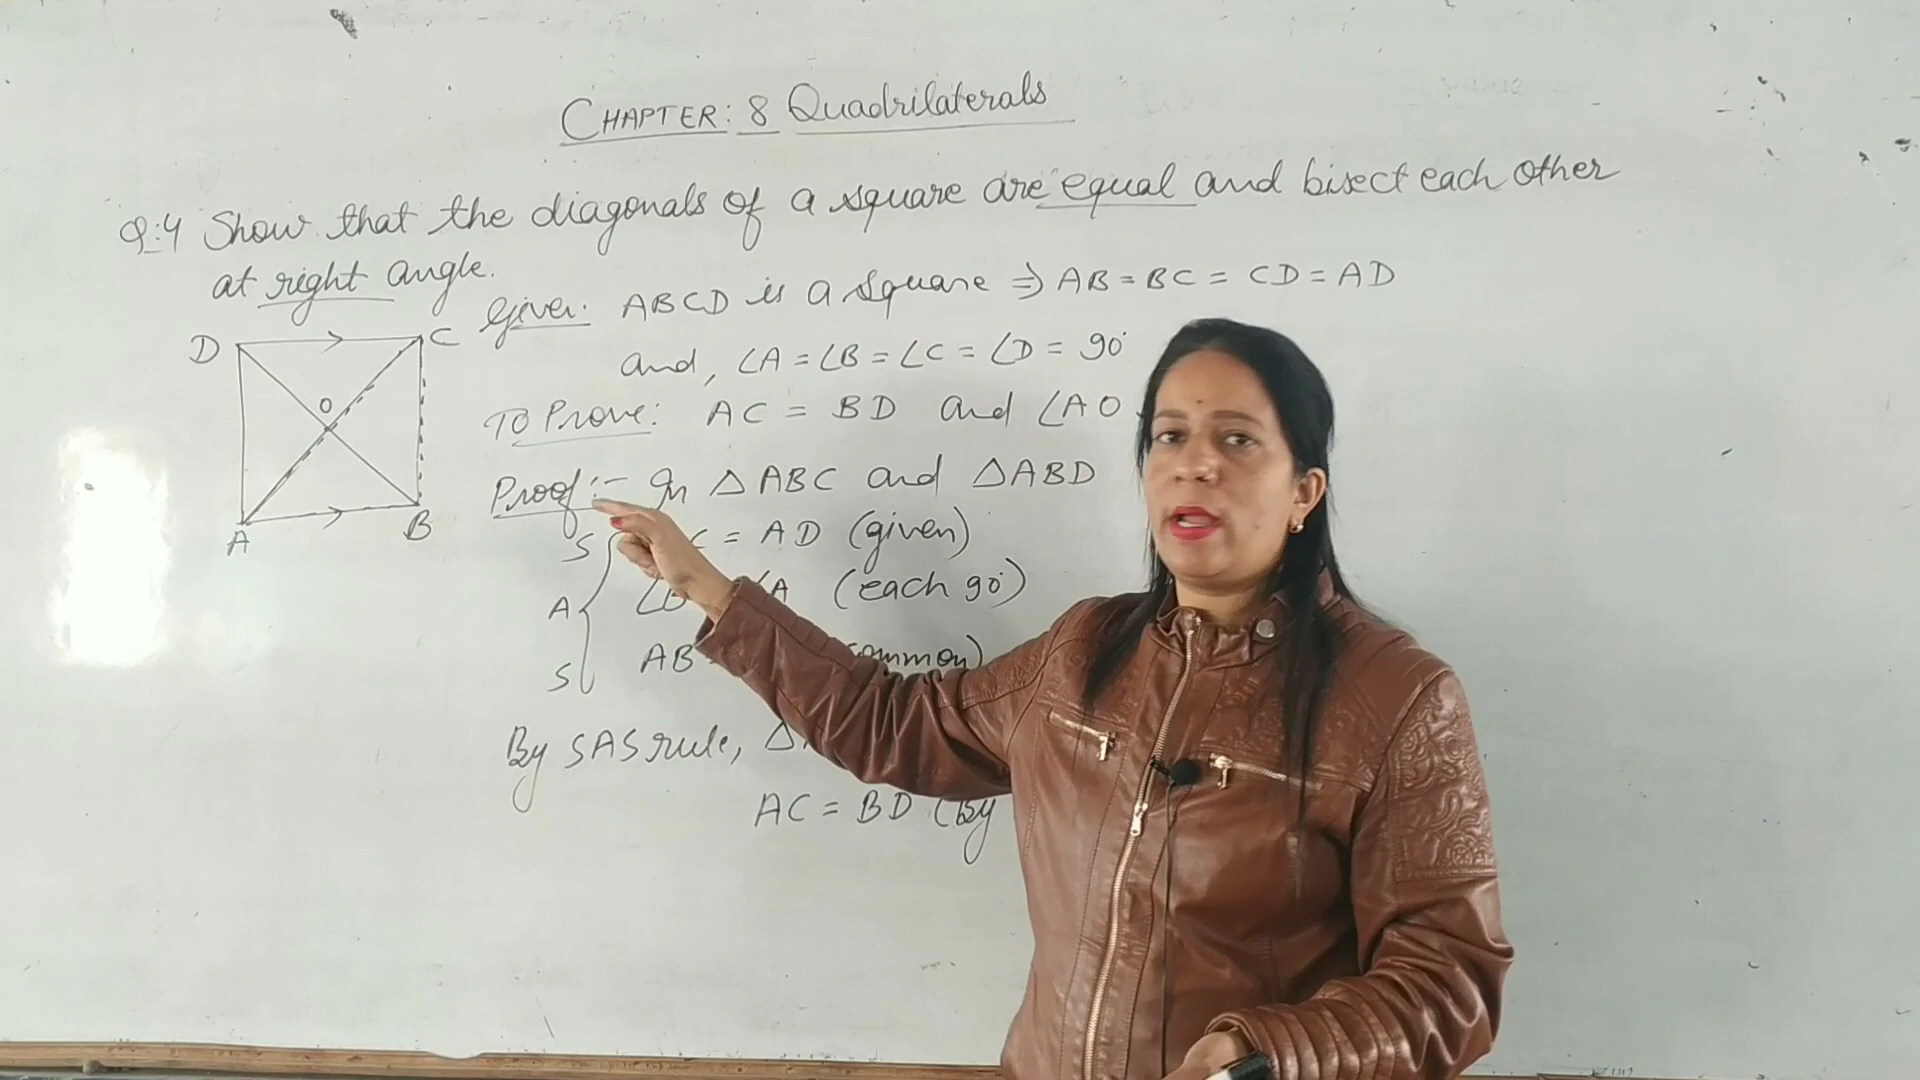 CHAPTER: 8 Quadrilaterals
Q:4 Show that the diagonals of a square are equal and bisect each other
at right angle.
Given: ABCD is a square ⇒ AB = BC = CD = AD
and, ∠A = ∠B = ∠C = ∠D = 90°
To Prove: AC = BD and ∠AO
Proof:- In △ABC and △ABD
S C = AD (given)
A ∠B ∠A (each 90°)
S AB common)
By SAS rule, △
AC = BD (By
D C
O
A B